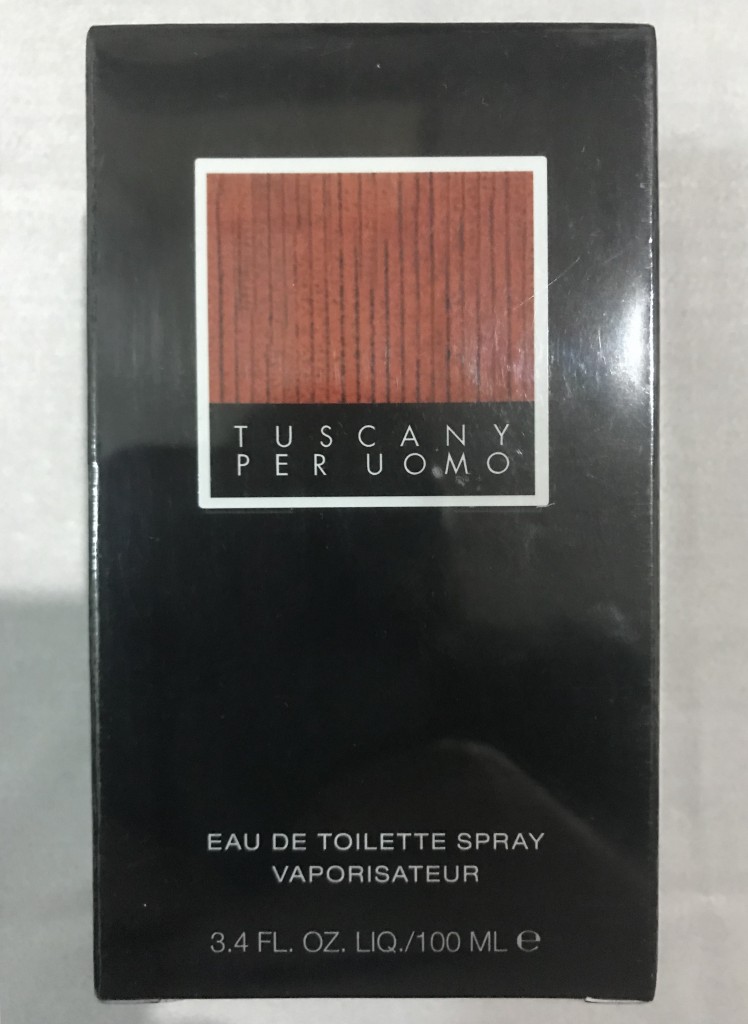 TUSCANY
PER UOMO
EAU DE TOILETTE SPRAY
VAPORISATEUR
3.4 FL. OZ. LIQ./100 ML ℮